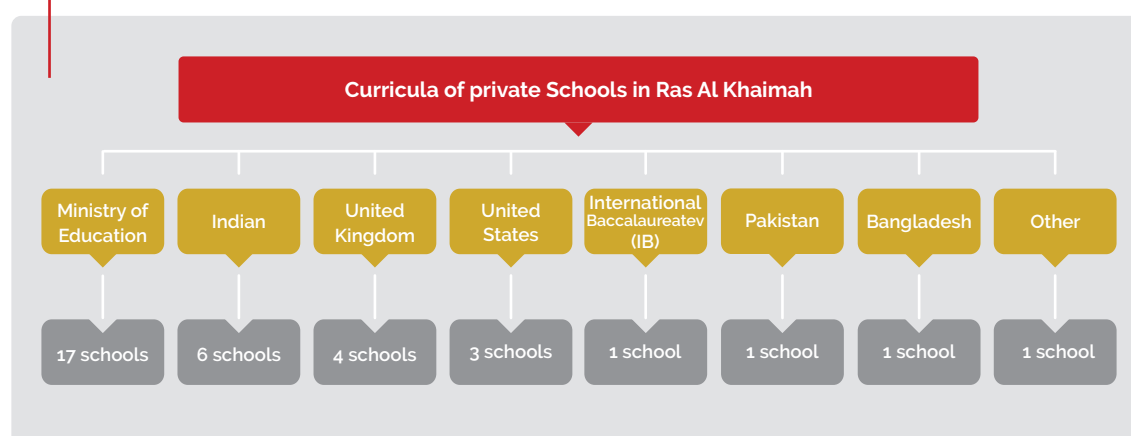 Curricula of private Schools in Ras Al Khaimah
Ministry of
Education
Indian
United
Kingdom
United
States
International
Baccalaureatev
(IB)
Pakistan
Bangladesh
Other
17 schools
6 schools
4 schools
3 schools
1 school
1 school
1 school
1 school